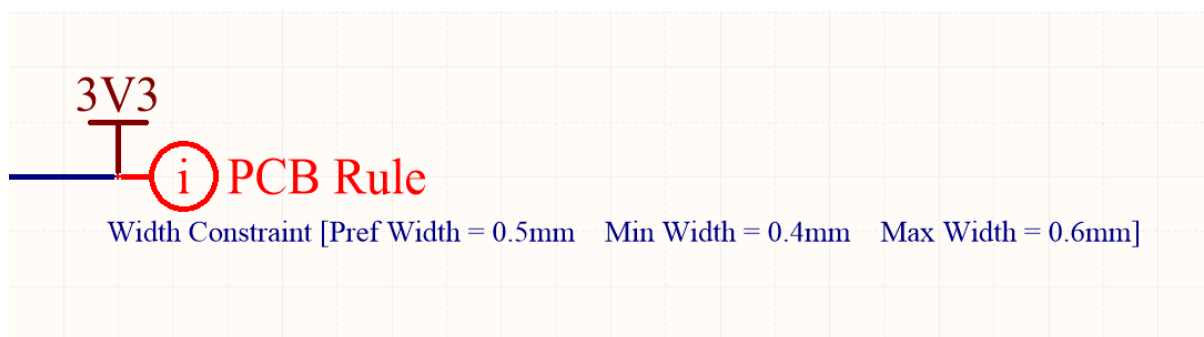 3V3
i PCB Rule
Width Constraint [Pref Width = 0.5mm Min Width = 0.4mm Max Width = 0.6mm]